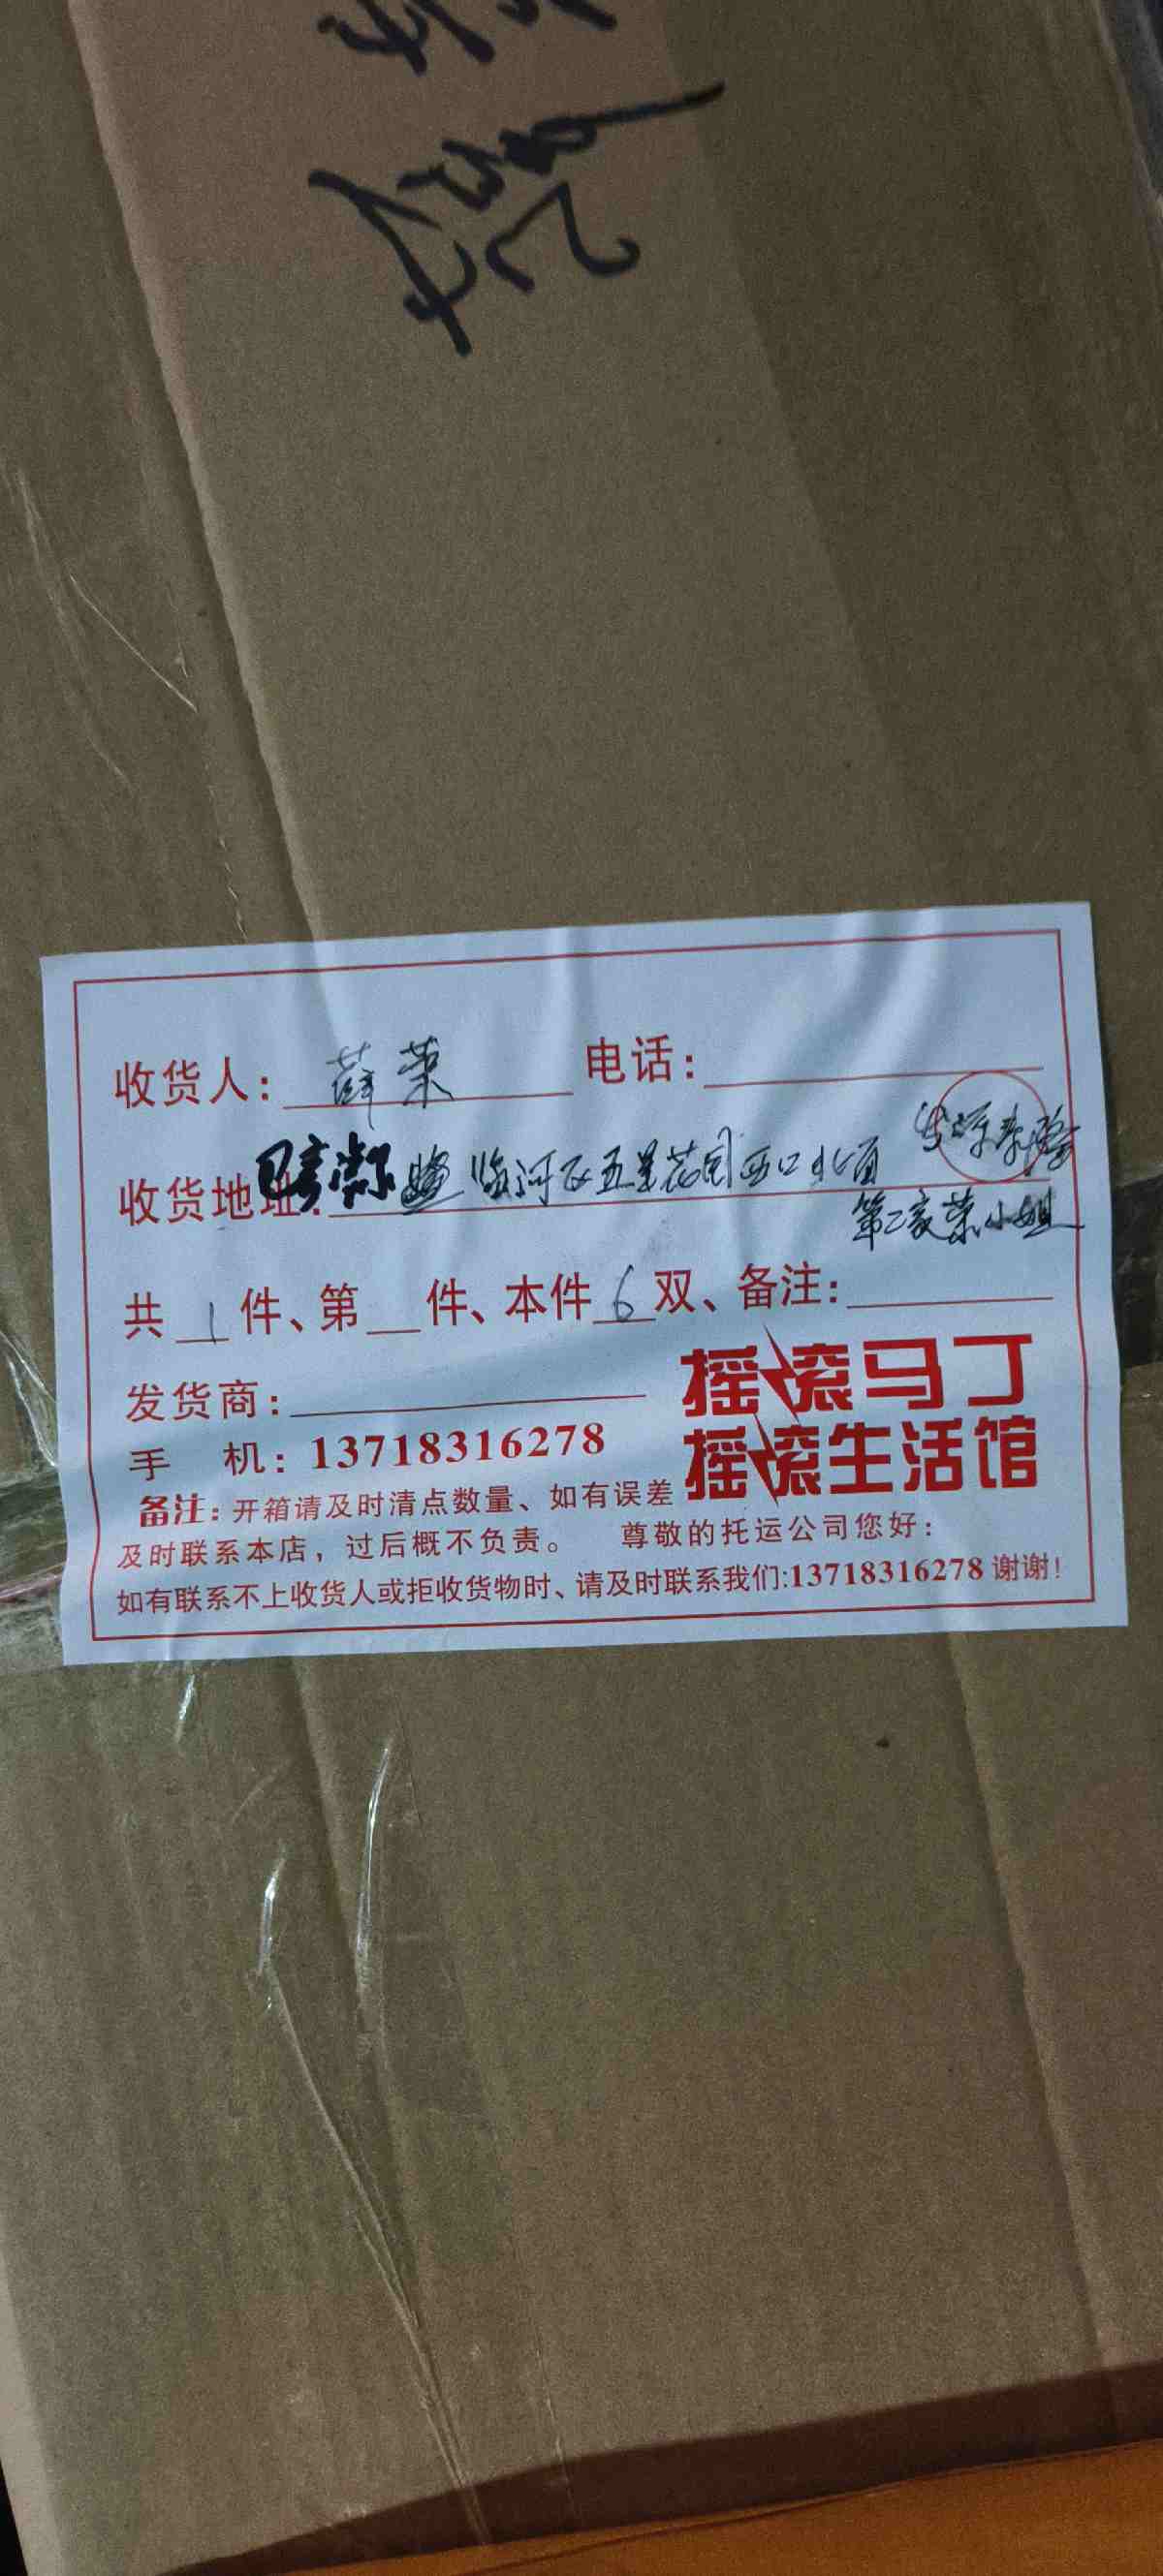 收货人: 薛荣 电话:
收货地址: 临河区五星花园西口北角
第二家荣小姐
共 1 件、第 件、本件 6 双、备注:
发货商:
摇滚马丁
手 机: 13718316278
摇滚生活馆
备注: 开箱请及时清点数量、如有误差
及时联系本店，过后概不负责。 尊敬的托运公司您好:
如有联系不上收货人或拒收货物时、请及时联系我们:13718316278 谢谢!